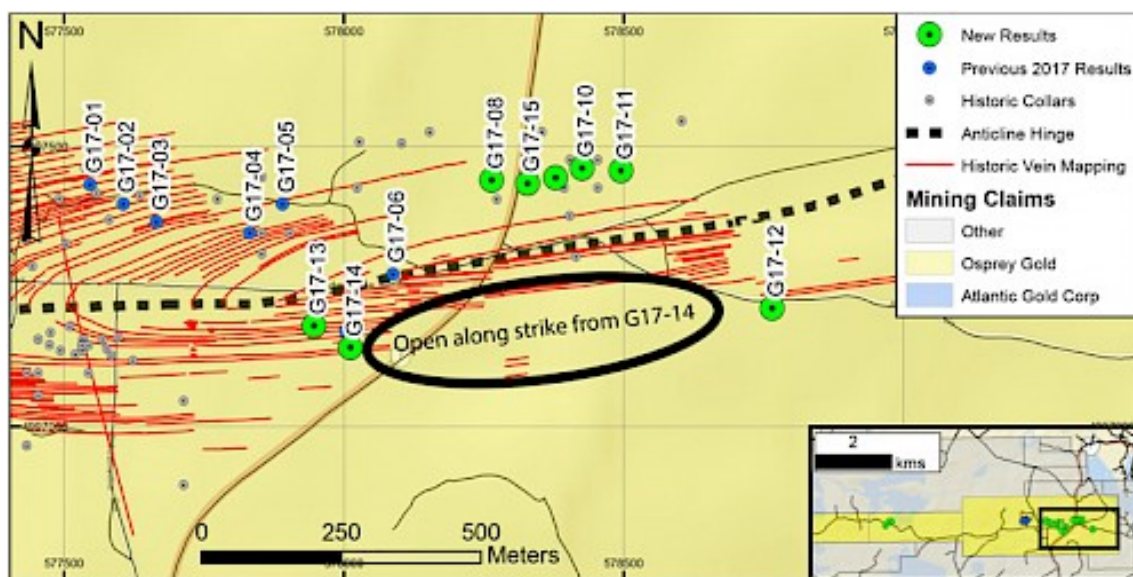 577500
578000
578500
N
New Results
Previous 2017 Results
Historic Collars
Anticline Hinge
Historic Vein Mapping
Mining Claims
Other
Osprey Gold
Atlantic Gold Corp
G17-01
G17-02
G17-03
G17-04
G17-05
G17-06
G17-08
G17-15
G17-10
G17-11
G17-12
G17-13
G17-14
Open along strike from G17-14
0
250
500
Meters
2
kms
577500
578000
578500